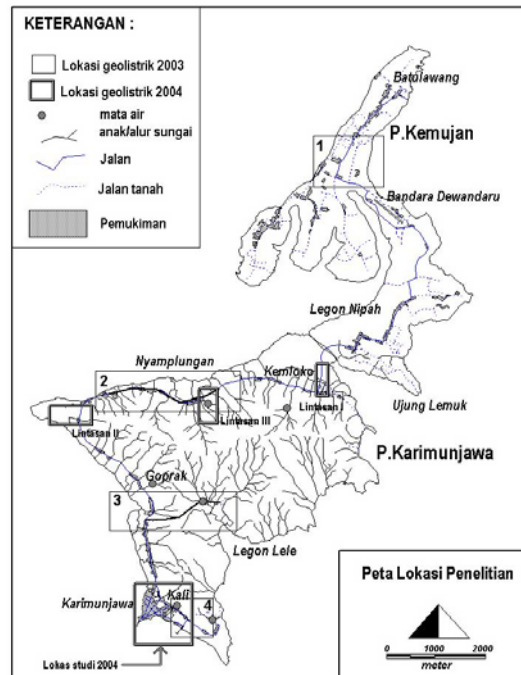 KETERANGAN :
Lokasi geolistrik 2003
Lokasi geolistrik 2004
mata air
anak/alur sungai
Jalan
Jalan tanah
Pemukiman
Batulawang
P.Kemujan
1
Bandara Dewandaru
Legon Nipah
Nyamplungan
Kemloko
2
Ujung Lemuk
Lintasan I
Lintasan II
Lintasan III
P.Karimunjawa
Goprak
3
Legon Lele
Karimunjawa
Kali
4
Lokas studi 2004
Peta Lokasi Penelitian
0 1000 2000
meter